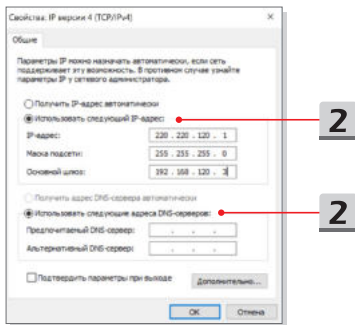 Свойства: IP версии 4 (TCP/IPv4)
Общие
Параметры IP можно назначать автоматически, если сеть
поддерживает эту возможность. В противном случае узнайте
параметры IP у сетевого администратора.
Получить IP-адрес автоматически
Использовать следующий IP-адрес:
2
IP-адрес: 220 . 220 . 120 . 1
Маска подсети: 255 . 255 . 255 . 0
Основной шлюз: 192 . 168 . 120 . 3
Получить адрес DNS-сервера автоматически
Использовать следующие адреса DNS-серверов:
2
Предпочитаемый DNS-сервер: . . .
Альтернативный DNS-сервер: . . .
Подтвердить параметры при выходе
Дополнительно...
OK Отмена